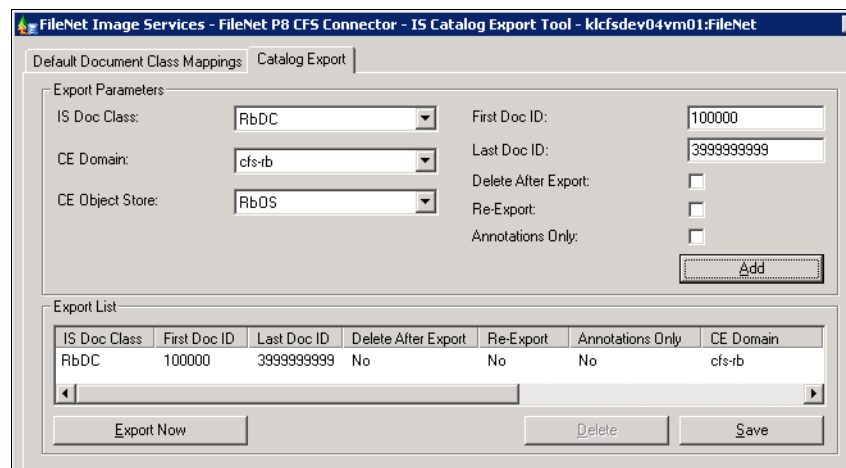 FileNet Image Services - FileNet P8 CFS Connector - IS Catalog Export Tool - klcfsdev04vm01:FileNet
Default Document Class Mappings Catalog Export
Export Parameters
IS Doc Class: RbDC First Doc ID: 100000
CE Domain: cfs-rb Last Doc ID: 3999999999
Delete After Export:
CE Object Store: RbOS Re-Export:
Annotations Only:
Add
Export List
IS Doc Class First Doc ID Last Doc ID Delete After Export Re-Export Annotations Only CE Domain
RbDC 100000 3999999999 No No No cfs-rb
Export Now Delete Save